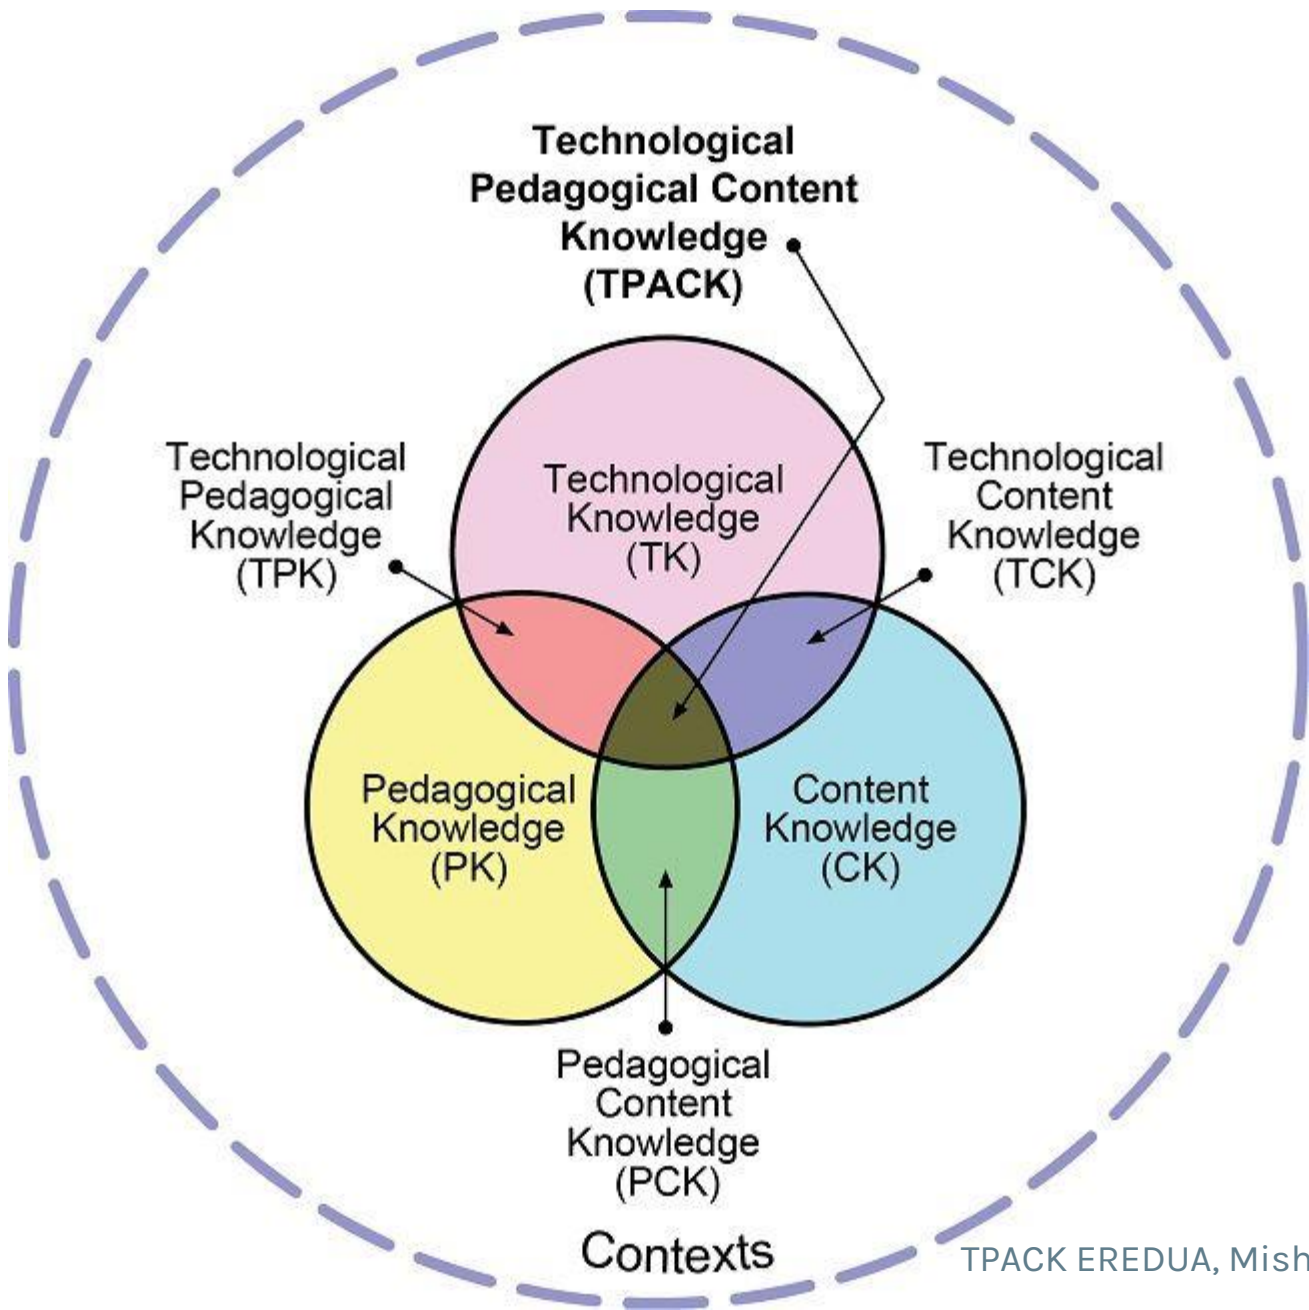 Technological
Pedagogical Content
Knowledge
(TPACK)
Technological
Pedagogical
Knowledge
(TPK)
Technological
Knowledge
(TK)
Technological
Content
Knowledge
(TCK)
Pedagogical
Knowledge
(PK)
Content
Knowledge
(CK)
Pedagogical
Content
Knowledge
(PCK)
Contexts
TPACK EREDUA, Mish